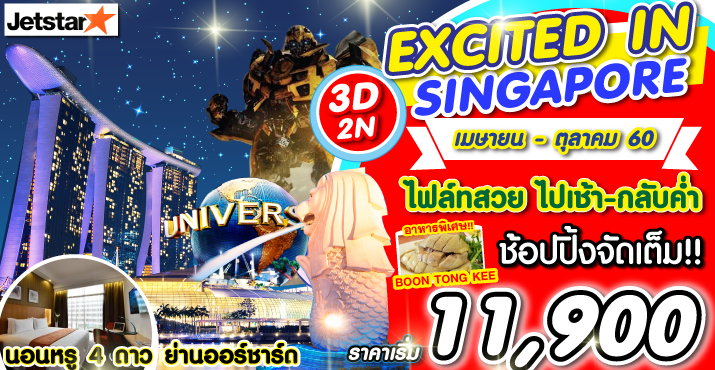 Jetstar
EXCITED IN
SINGAPORE
3D
2N
เมษายน - ตุลาคม 60
ไฟล์ทสวย ไปเช้า-กลับค่ำ
UNIVERS
อาหารพิเศษ!!
BOON TONG KEE
ช้อปปิ้งจัดเต็ม!!
นอนหรู 4 ดาว ย่านออร์ชาร์ด
ราคาเริ่ม 11,900